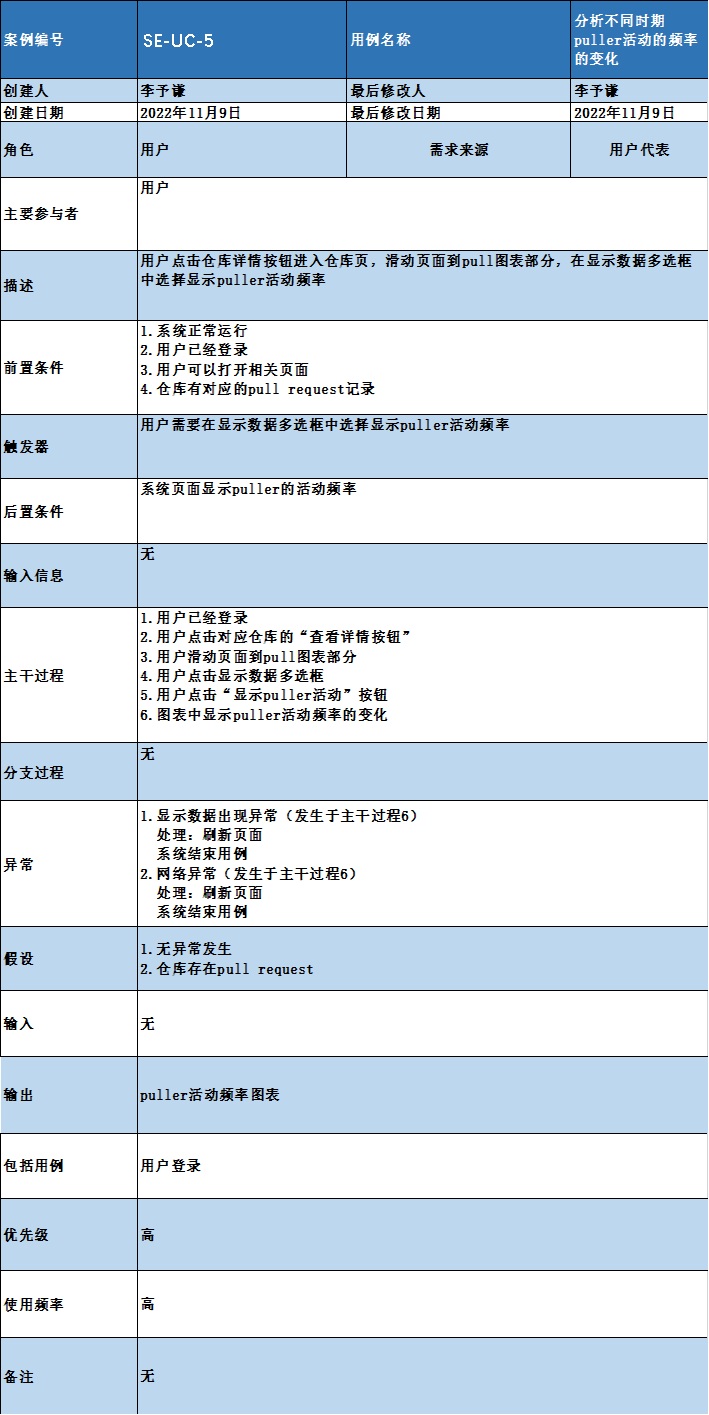 案例编号 SE-UC-5 用例名称 分析不同时期
puller活动的频率
的变化
创建人 李予谦 最后修改人 李予谦
创建日期 2022年11月9日 最后修改日期 2022年11月9日
角色 用户 需求来源 用户代表
主要参与者 用户
描述 用户点击仓库详情按钮进入仓库页，滑动页面到pull图表部分，在显示数据多选框
中选择显示puller活动频率
前置条件 1.系统正常运行
2.用户已经登录
3.用户可以打开相关页面
4.仓库有对应的pull request记录
触发器 用户需要在显示数据多选框中选择显示puller活动频率
后置条件 系统页面显示puller的活动频率
输入信息 无
主干过程 1.用户已经登录
2.用户点击对应仓库的“查看详情按钮”
3.用户滑动页面到pull图表部分
4.用户点击显示数据多选框
5.用户点击“显示puller活动”按钮
6.图表中显示puller活动频率的变化
分支过程 无
异常 1.显示数据出现异常（发生于主干过程6）
处理：刷新页面
系统结束用例
2.网络异常（发生于主干过程6）
处理：刷新页面
系统结束用例
假设 1.无异常发生
2.仓库存在pull request
输入 无
输出 puller活动频率图表
包括用例 用户登录
优先级 高
使用频率 高
备注 无